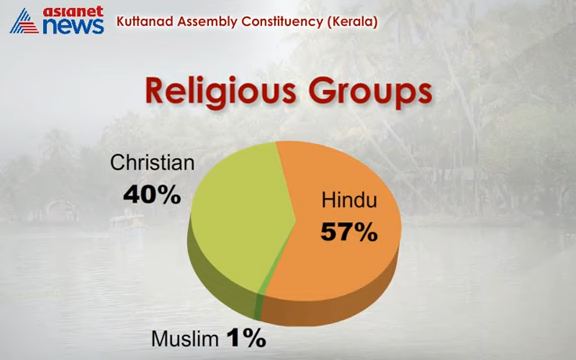 asianet
news
Kuttanad Assembly Constituency (Kerala)
Religious Groups
Christian
40%
Hindu
57%
Muslim 1%